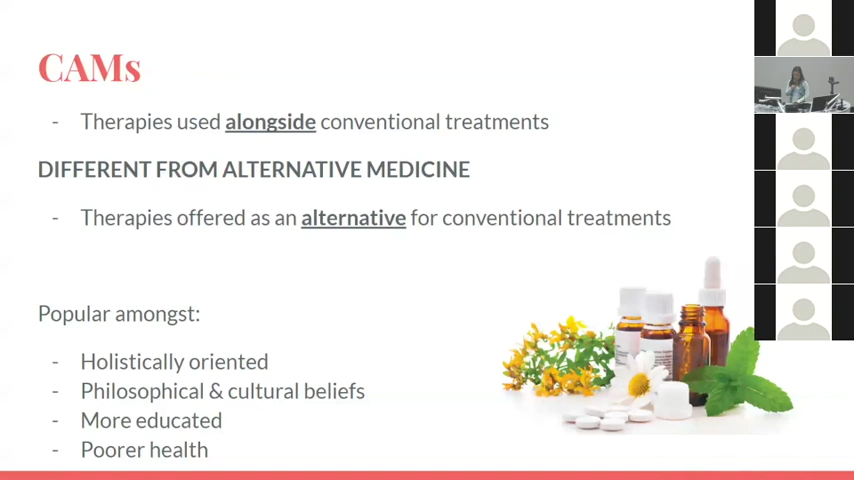 CAMs
- Therapies used alongside conventional treatments
DIFFERENT FROM ALTERNATIVE MEDICINE
- Therapies offered as an alternative for conventional treatments
Popular amongst:
- Holistically oriented
- Philosophical & cultural beliefs
- More educated
- Poorer health